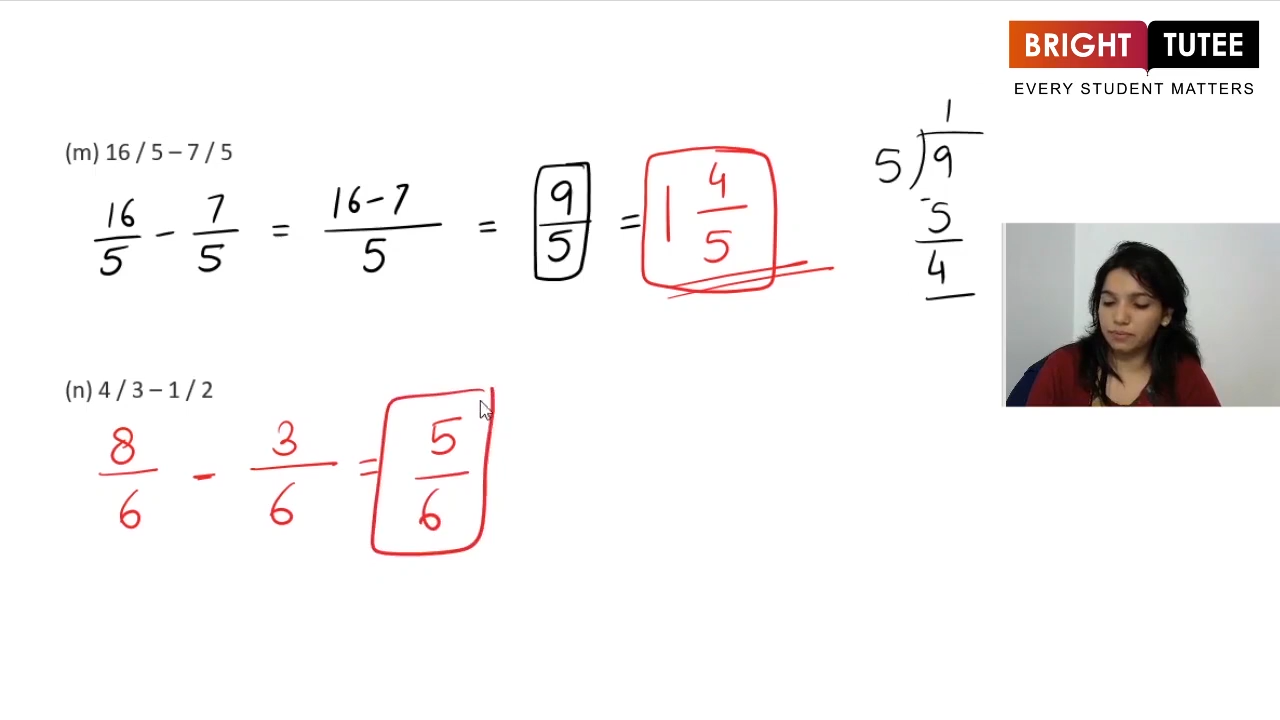 BRIGHT TUTEE
EVERY STUDENT MATTERS
(m) 16 / 5 – 7 / 5
16/5 - 7/5 = 16-7/5 = 9/5 = 1 4/5
1
5)9
-5
4
(n) 4 / 3 – 1 / 2
8/6 - 3/6 = 5/6